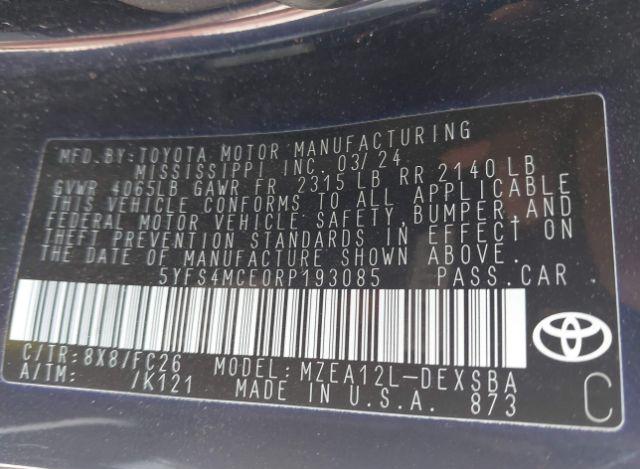 MFD.BY:TOYOTA MOTOR MANUFACTURING
MISSISSIPPI INC. 03/24
GVWR 4065LB GAWR FR 2315 LB RR 2140LB
THIS VEHICLE CONFORMS TO ALL APPLICABLE
FEDERAL MOTOR VEHICLE SAFETY, BUMPER, AND
THEFT PREVENTION STANDARDS IN EFFECT ON
THE DATE OF MANUFACTURE SHOWN ABOVE.
5YFS4MCE0RP193085 PASS.CAR
C/TR:8X8/FC26 MODEL:MZEA12L-DEXSBA
A/TM: /K121 MADE IN U.S.A. 873
C